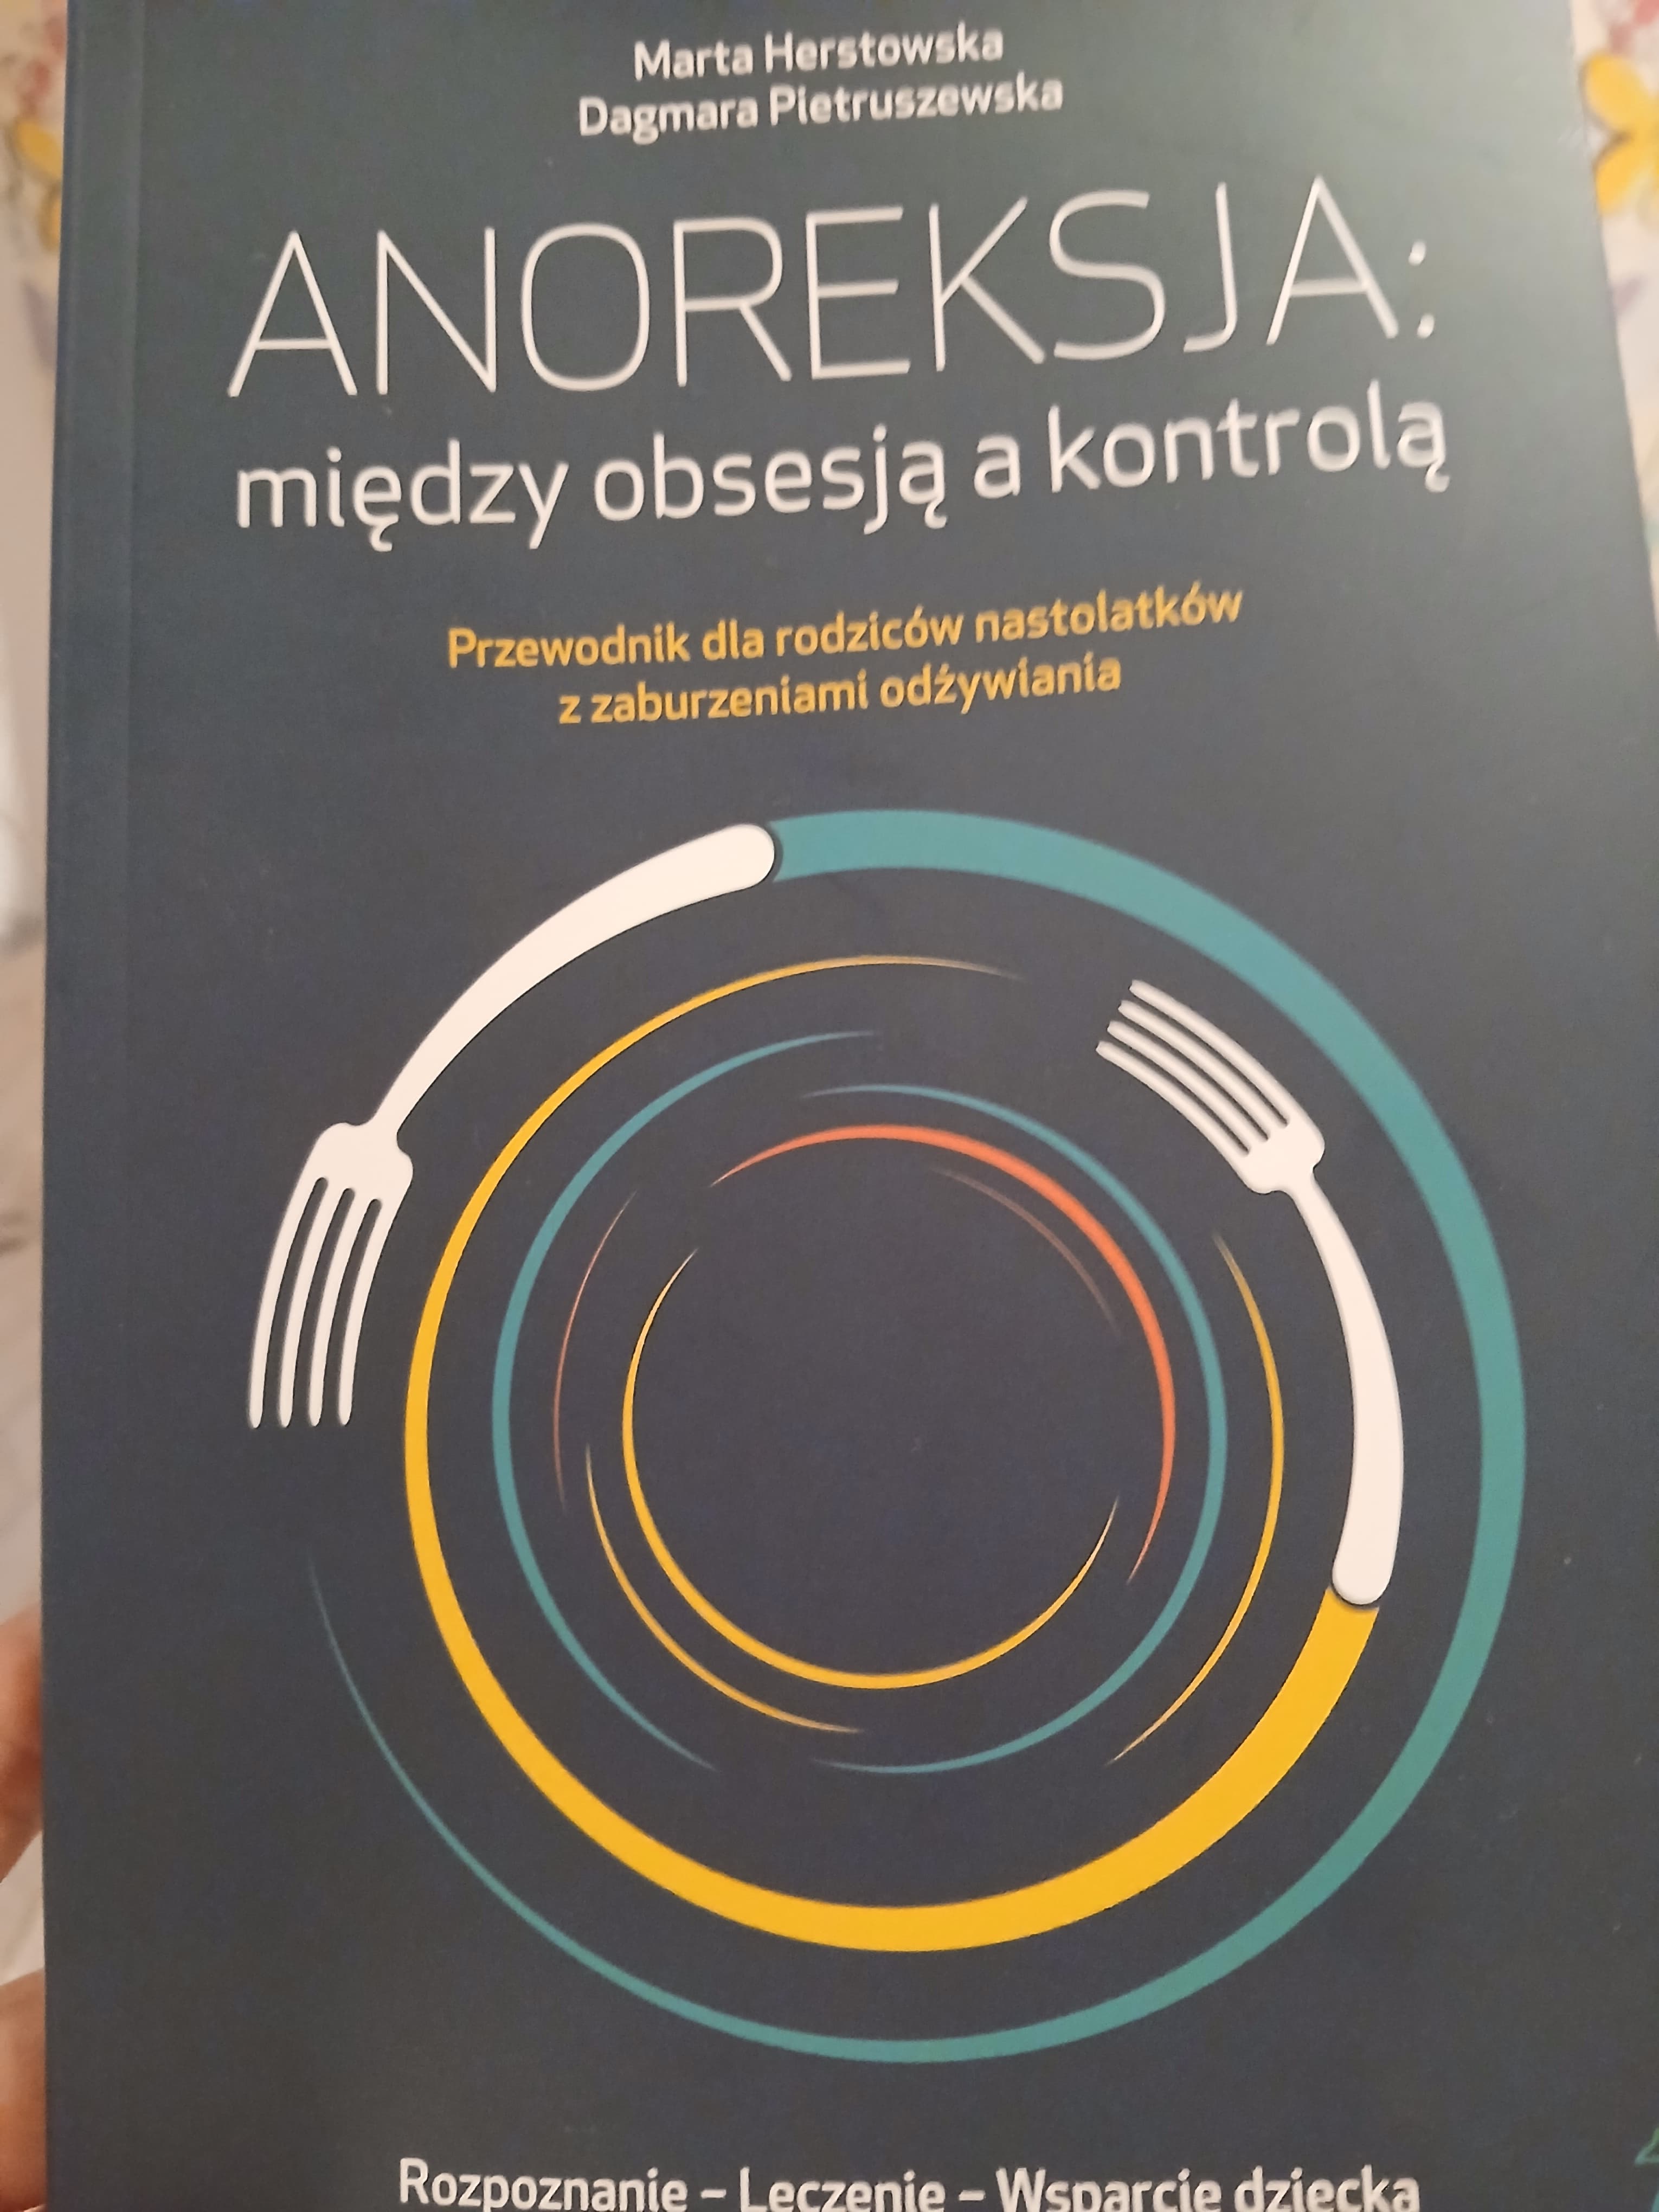 Marta Herstowska
Dagmara Pietruszewska
ANOREKSJA:
między obsesją a kontrolą
Przewodnik dla rodziców nastolatków
z zaburzeniami odżywiania
Rozpoznanie – Leczenie – Wsparcie dziecka